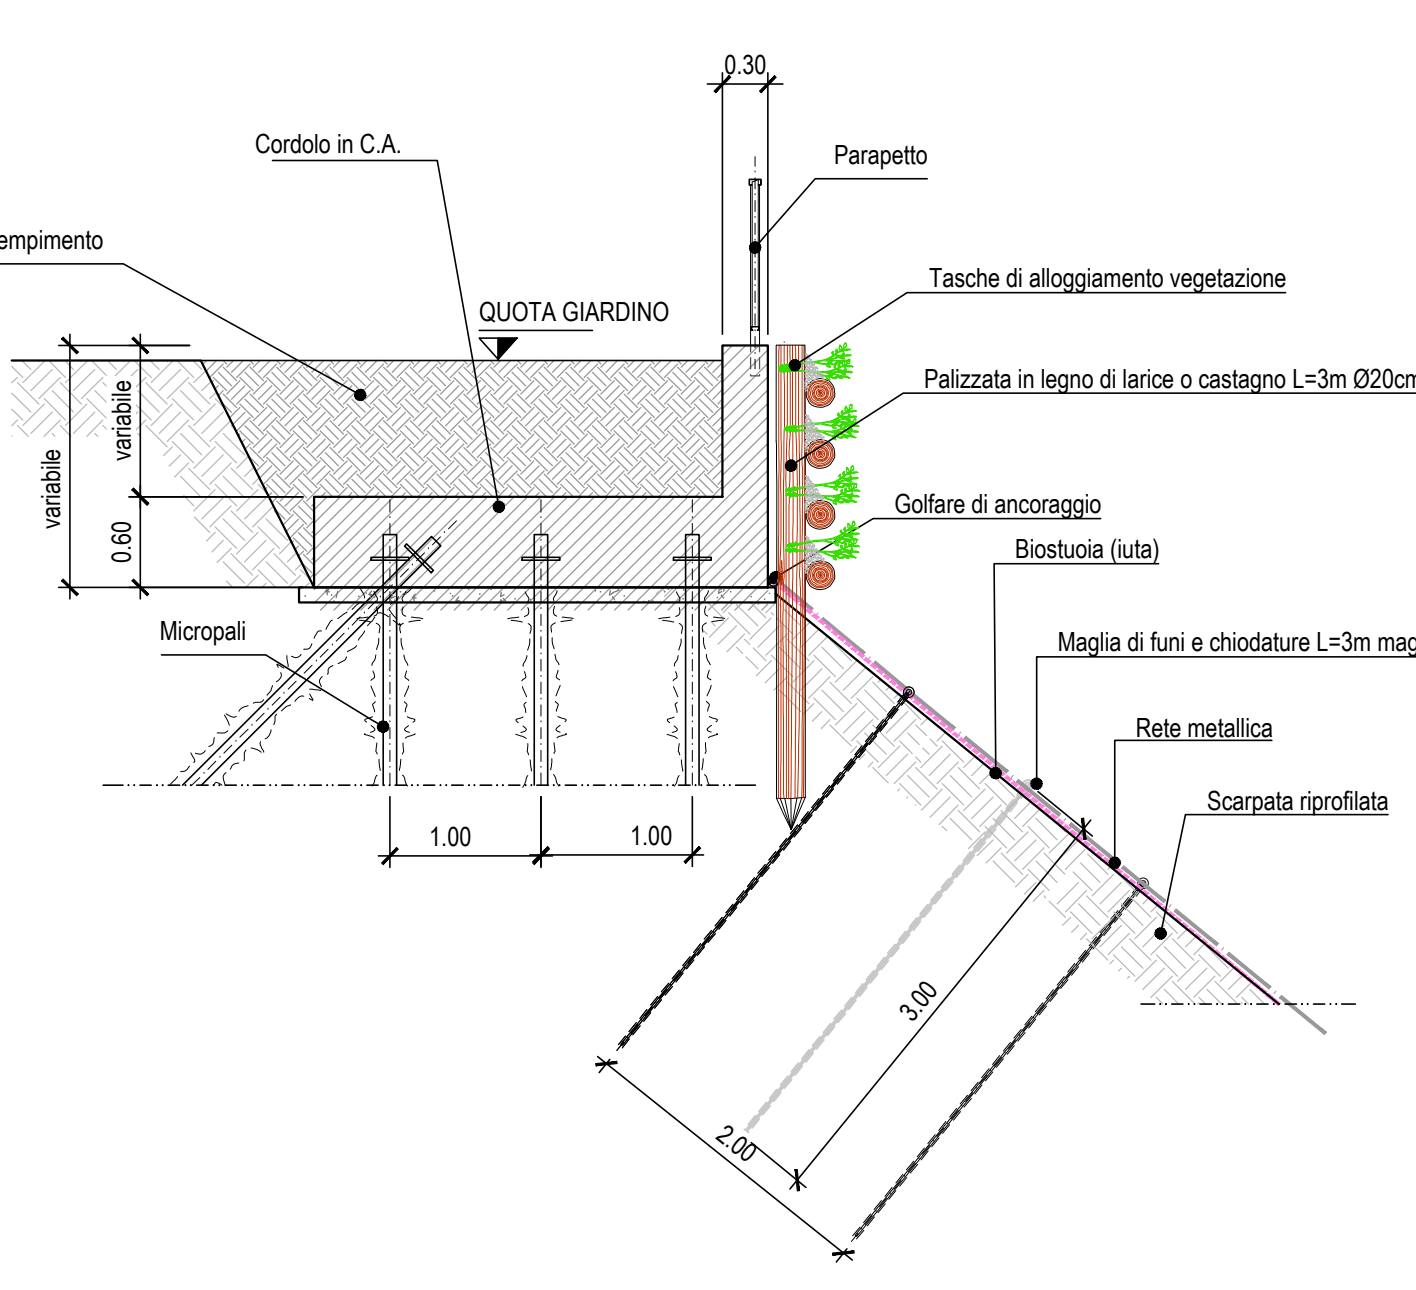 0.30
Cordolo in C.A.
Parapetto
empimento
Tasche di alloggiamento vegetazione
QUOTA GIARDINO
Palizzata in legno di larice o castagno L=3m Ø20cm
variabile
variabile
0.60
Golfare di ancoraggio
Biostuoia (iuta)
Micropali
Maglia di funi e chiodature L=3m mag
Rete metallica
Scarpata riprofilata
1.00
1.00
3.00
2.00